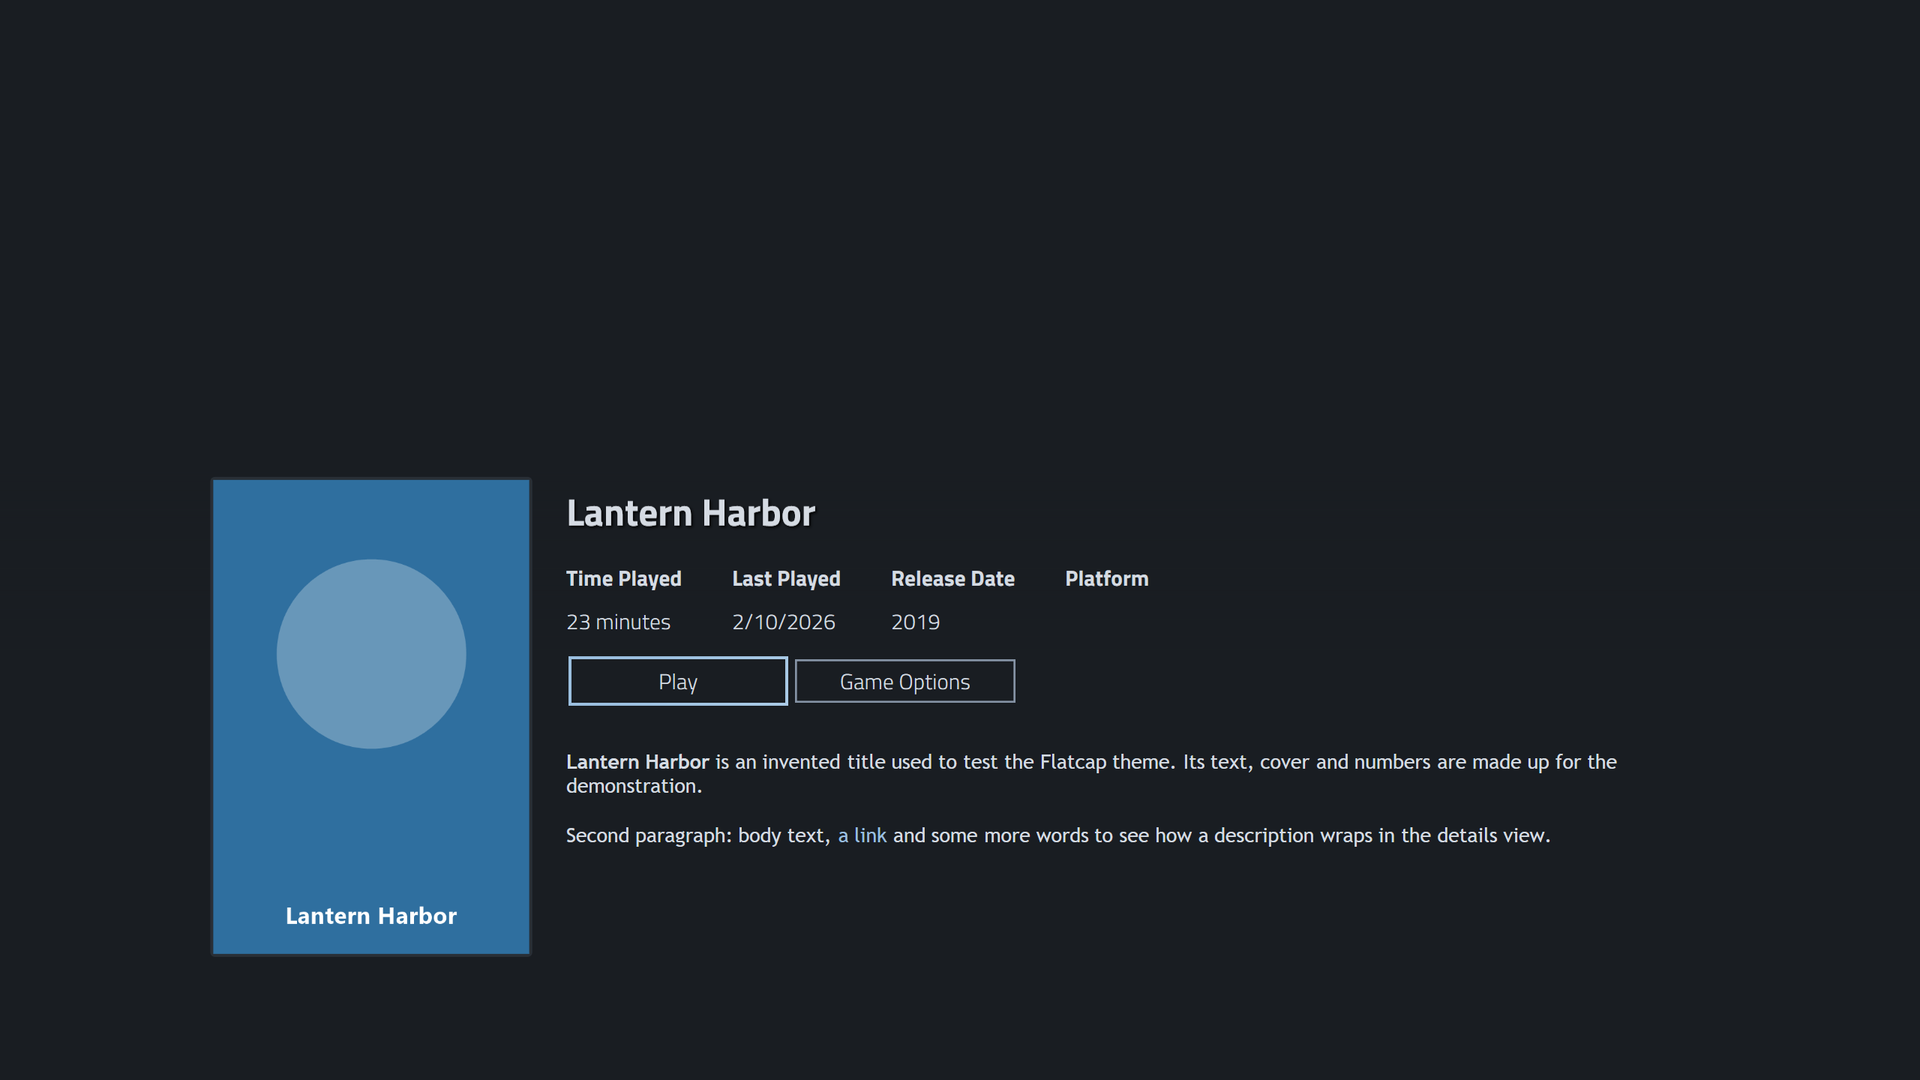 Lantern Harbor
Lantern Harbor
Time Played Last Played Release Date Platform
23 minutes 2/10/2026 2019
Play Game Options
Lantern Harbor is an invented title used to test the Flatcap theme. Its text, cover and numbers are made up for the
demonstration.
Second paragraph: body text, a link and some more words to see how a description wraps in the details view.